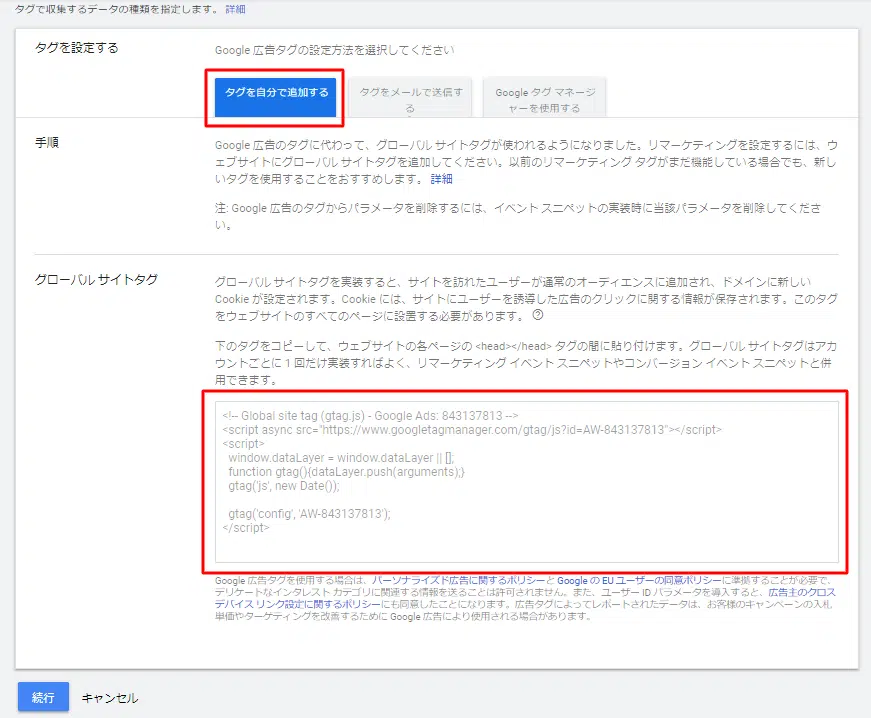 タグで収集するデータの種類を指定します。 詳細
タグを設定する
Google 広告タグの設定方法を選択してください
タグを自分で追加する
タグをメールで送信す
る
Google タグ マネージ
ャーを使用する
手順
Google 広告のタグに代わって、グローバル サイトタグが使われるようになりました。リマーケティングを設定するには、ウ
ェブサイトにグローバル サイトタグを追加してください。以前のリマーケティング タグがまだ機能している場合でも、新し
いタグを使用することをおすすめします。 詳細
注: Google 広告のタグからパラメータを削除するには、イベント スニペットの実装時に当該パラメータを削除してくださ
い。
グローバル サイトタグ
グローバル サイトタグを実装すると、サイトを訪れたユーザーが通常のオーディエンスに追加され、ドメインに新しい
Cookie が設定されます。Cookie には、サイトにユーザーを誘導した広告のクリックに関する情報が保存されます。このタグ
をウェブサイトのすべてのページに設置する必要があります。 ?
下のタグをコピーして、ウェブサイトの各ページの <head></head> タグの間に貼り付けます。グローバル サイトタグはアカ
ウントごとに 1 回だけ実装すればよく、リマーケティング イベント スニペットやコンバージョン イベント スニペットと併
用できます。
<!-- Global site tag (gtag.js) - Google Ads: 843137813 -->
<script async src="https://www.googletagmanager.com/gtag/js?id=AW-843137813"></script>
<script>
window.dataLayer = window.dataLayer || [];
function gtag(){dataLayer.push(arguments);}
gtag('js', new Date());
gtag('config', 'AW-843137813');
</script>
Google 広告タグを使用する場合は、パーソナライズド広告に関するポリシーと Google の EU ユーザーの同意ポリシーに準拠することが必要で、
デリケートなインタレスト カテゴリに関連する情報を送ることは許可されません。また、ユーザー ID パラメータを導入すると、広告主のクロス
デバイス リンク設定に関するポリシーにも同意したことになります。広告タグによってレポートされたデータは、お客様のキャンペーンの入札
単価やターゲティングを改善するために Google 広告により使用される場合があります。
続行
キャンセル